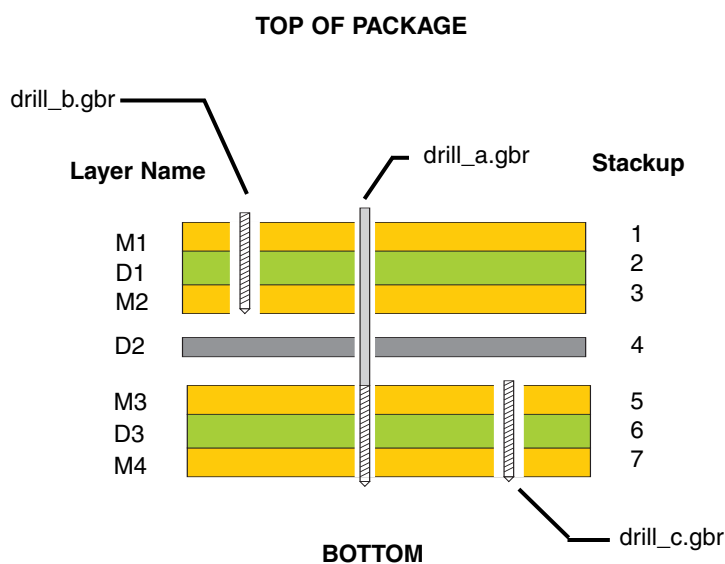 TOP OF PACKAGE
drill_b.gbr
drill_a.gbr
Layer Name
Stackup
M1 1
D1 2
M2 3
D2 4
M3 5
D3 6
M4 7
drill_c.gbr
BOTTOM